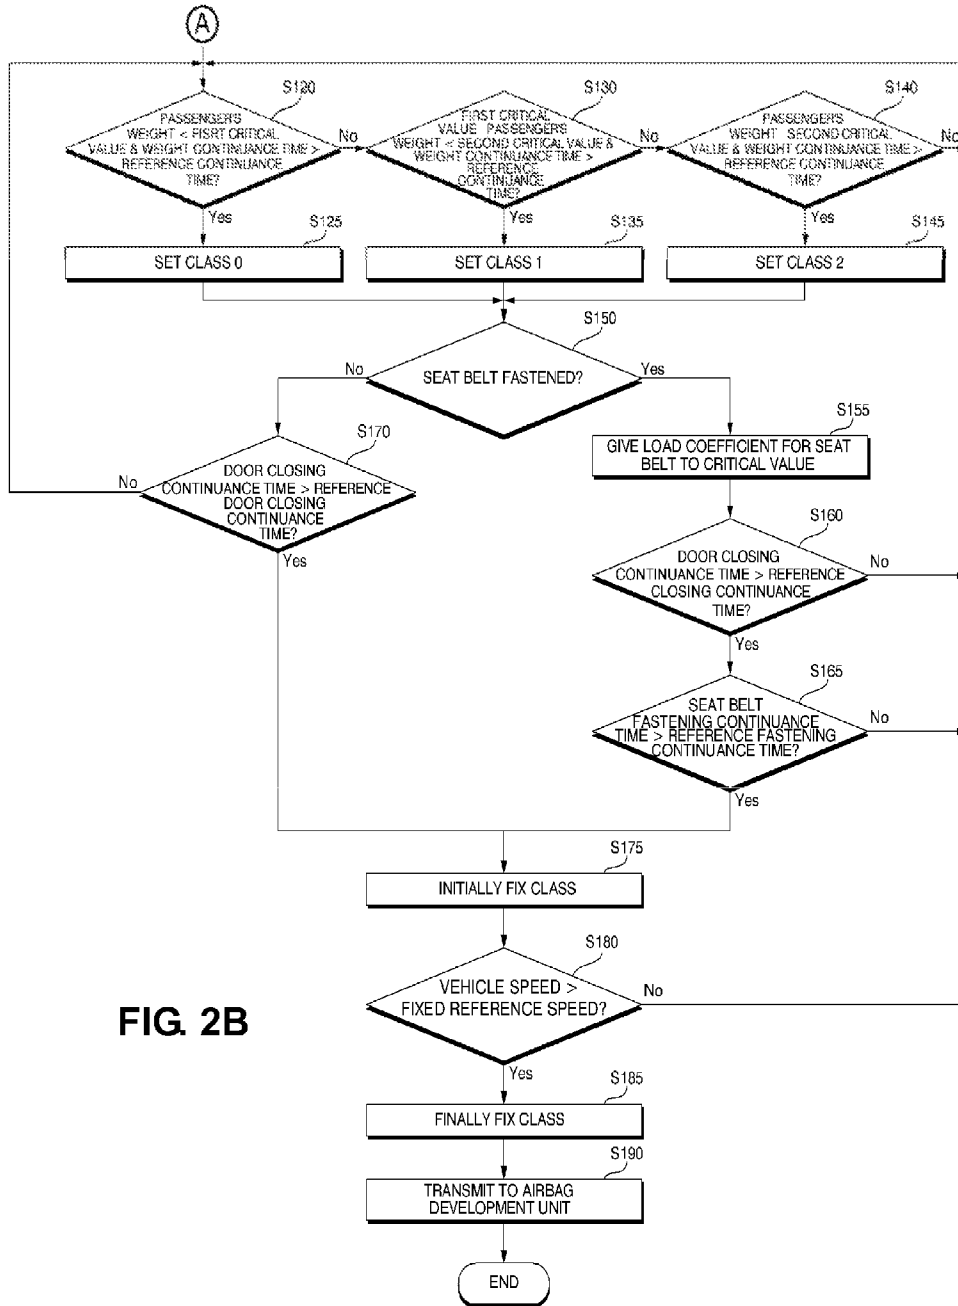 A
S120
PASSENGER'S
WEIGHT < FISRT CRITICAL
VALUE & WEIGHT CONTINUANCE TIME >
REFERENCE CONTINUANCE
TIME?
No
Yes
S130
FIRST CRITICAL
VALUE PASSENGER'S
WEIGHT < SECOND CRITICAL VALUE &
WEIGHT CONTINUANCE TIME >
REFERENCE
CONTINUANCE
TIME?
No
Yes
S140
PASSENGER'S
WEIGHT SECOND CRITICAL
VALUE & WEIGHT CONTINUANCE TIME >
REFERENCE CONTINUANCE
TIME?
No
Yes
S125
SET CLASS 0
S135
SET CLASS 1
S145
SET CLASS 2
S150
SEAT BELT FASTENED?
No
Yes
S170
DOOR CLOSING
CONTINUANCE TIME > REFERENCE
DOOR CLOSING
CONTINUANCE
TIME?
No
Yes
S155
GIVE LOAD COEFFICIENT FOR SEAT
BELT TO CRITICAL VALUE
S160
DOOR CLOSING
CONTINUANCE TIME > REFERENCE
CLOSING CONTINUANCE
TIME?
No
Yes
S165
SEAT BELT
FASTENING CONTINUANCE
TIME > REFERENCE FASTENING
CONTINUANCE TIME?
No
Yes
S175
INITIALLY FIX CLASS
S180
VEHICLE SPEED >
FIXED REFERENCE SPEED?
No
Yes
FIG. 2B
S185
FINALLY FIX CLASS
S190
TRANSMIT TO AIRBAG
DEVELOPMENT UNIT
END